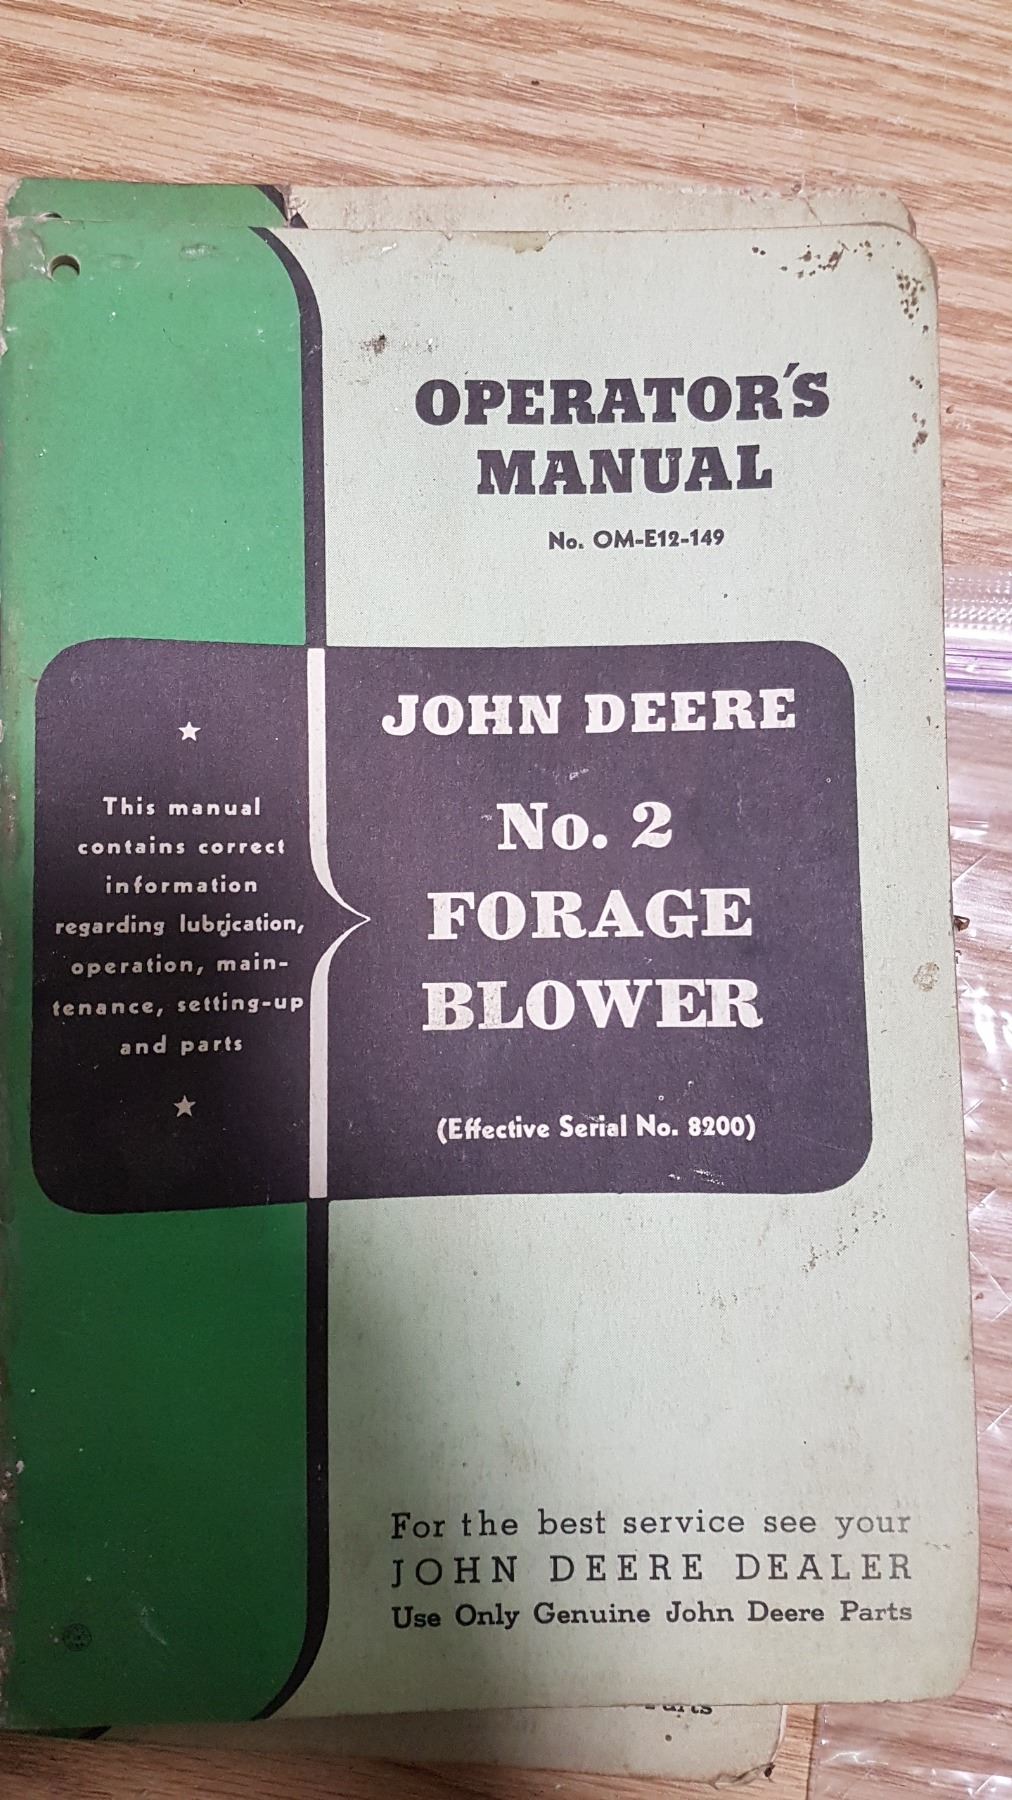 OPERATOR'S
MANUAL
No. OM-E12-149
JOHN DEERE
No. 2
FORAGE
BLOWER
(Effective Serial No. 8200)
This manual
contains correct
information
regarding lubrication,
operation, main-
tenance, setting-up
and parts
For the best service see your
JOHN DEERE DEALER
Use Only Genuine John Deere Parts